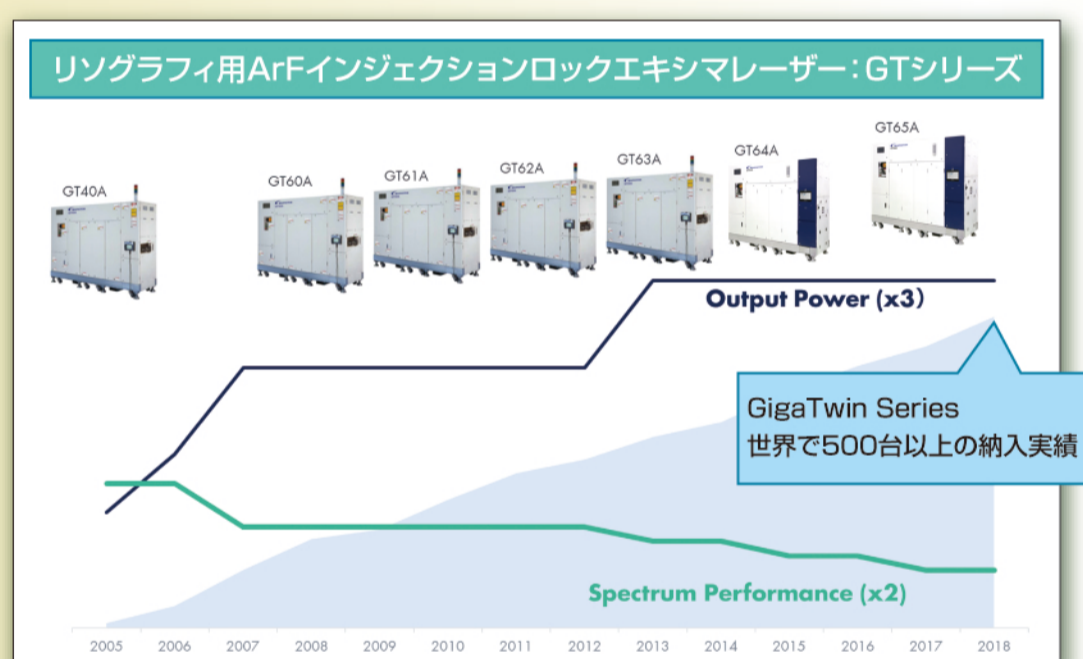 リソグラフィ用ArFインジェクションロックエキシマレーザー：GTシリーズ
GT40A
GT60A
GT61A
GT62A
GT63A
GT64A
GT65A
Output Power (x3)
GigaTwin Series
世界で500台以上の納入実績
Spectrum Performance (x2)
2005 2006 2007 2008 2009 2010 2011 2012 2013 2014 2015 2016 2017 2018